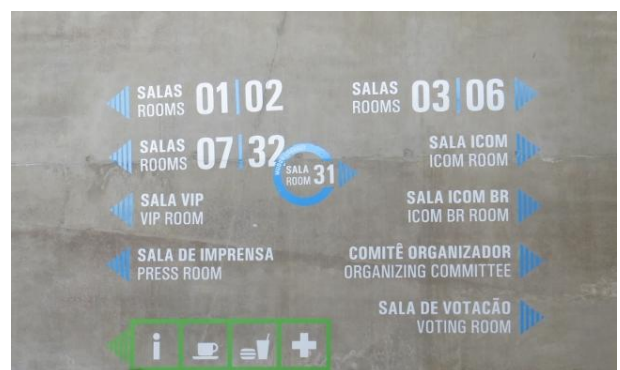 SALAS
ROOMS 01|02
SALAS
ROOMS 03|06
SALAS
ROOMS 07|32
SALA
ROOM 31
SALA ICOM
ICOM ROOM
SALA VIP
VIP ROOM
SALA ICOM BR
ICOM BR ROOM
SALA DE IMPRENSA
PRESS ROOM
COMITÊ ORGANIZADOR
ORGANIZING COMMITTEE
SALA DE VOTACÃO
VOTING ROOM
i